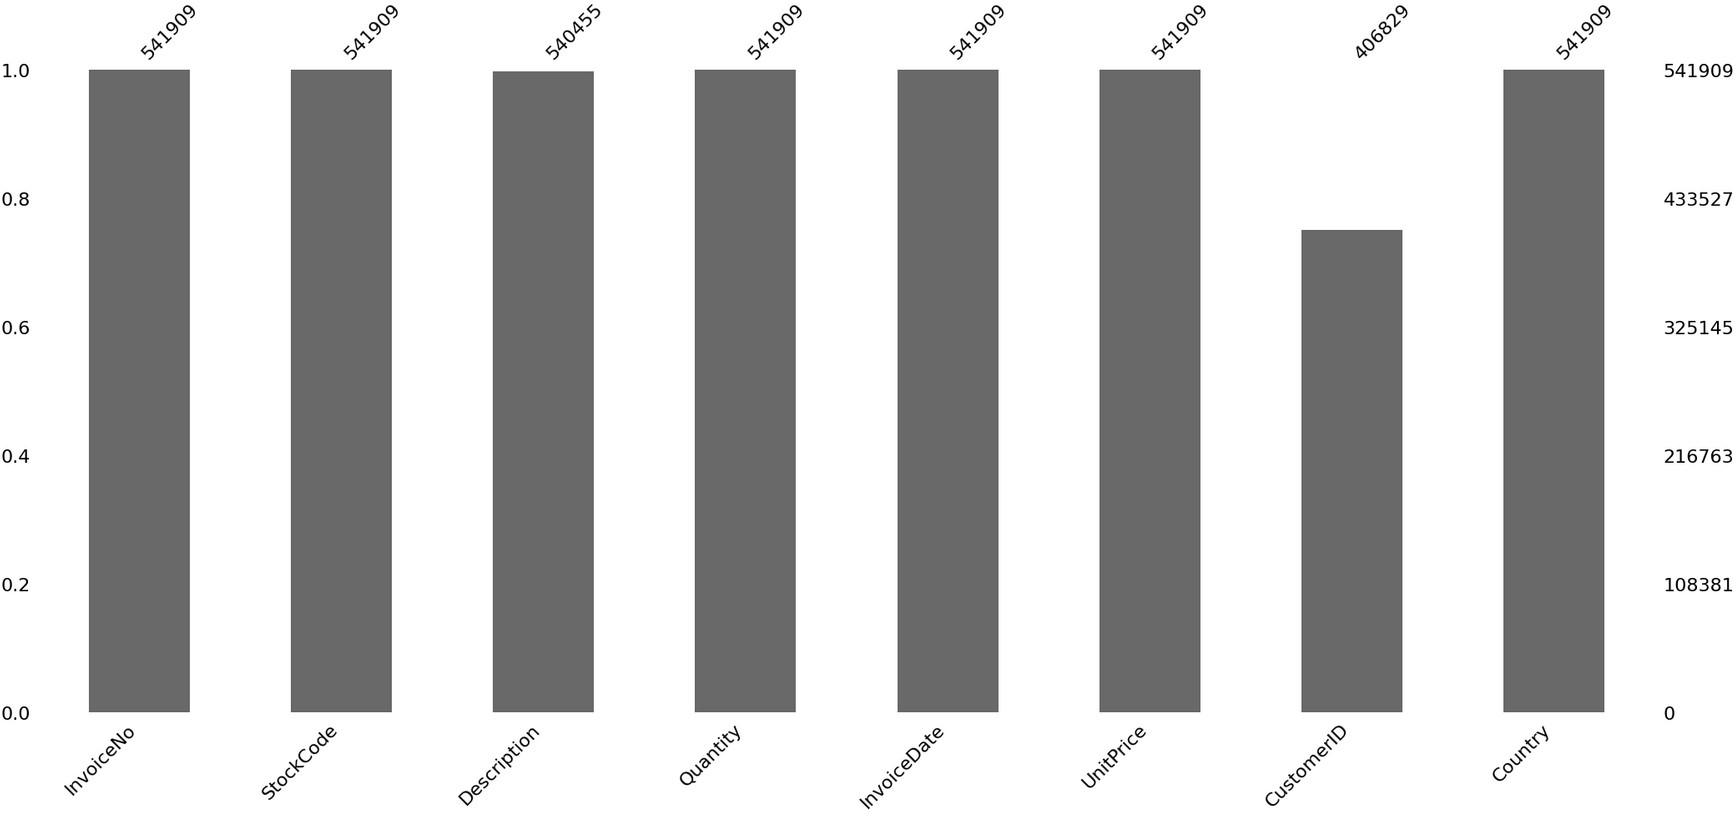 541909
541909
540455
541909
541909
541909
406829
541909
1.0
541909
0.8
433527
0.6
325145
0.4
216763
0.2
108381
0.0
0
InvoiceNo
StockCode
Description
Quantity
InvoiceDate
UnitPrice
CustomerID
Country